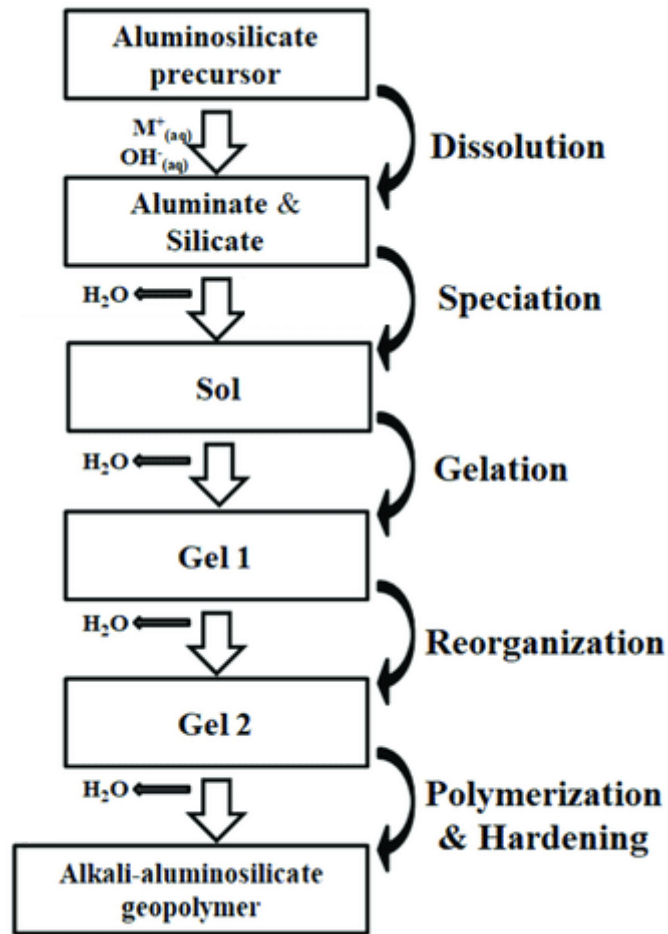 Aluminosilicate
precursor
M⁺(aq)
OH⁻(aq)
Dissolution
Aluminate &
Silicate
H₂O
Speciation
Sol
H₂O
Gelation
Gel 1
H₂O
Reorganization
Gel 2
H₂O
Polymerization
& Hardening
Alkali-aluminosilicate
geopolymer